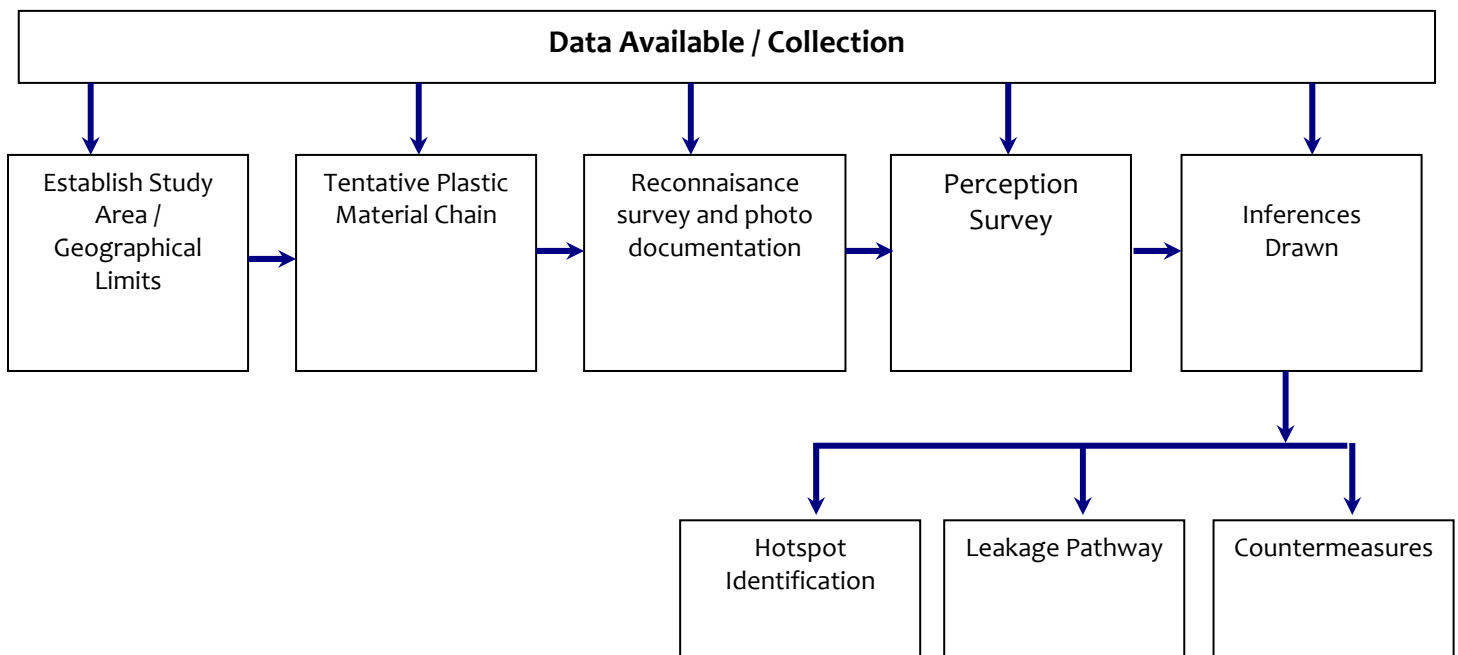 Data Available / Collection
Establish Study
Area /
Geographical
Limits
Tentative Plastic
Material Chain
Reconnaisance
survey and photo
documentation
Perception
Survey
Inferences
Drawn
Hotspot
Identification
Leakage Pathway
Countermeasures